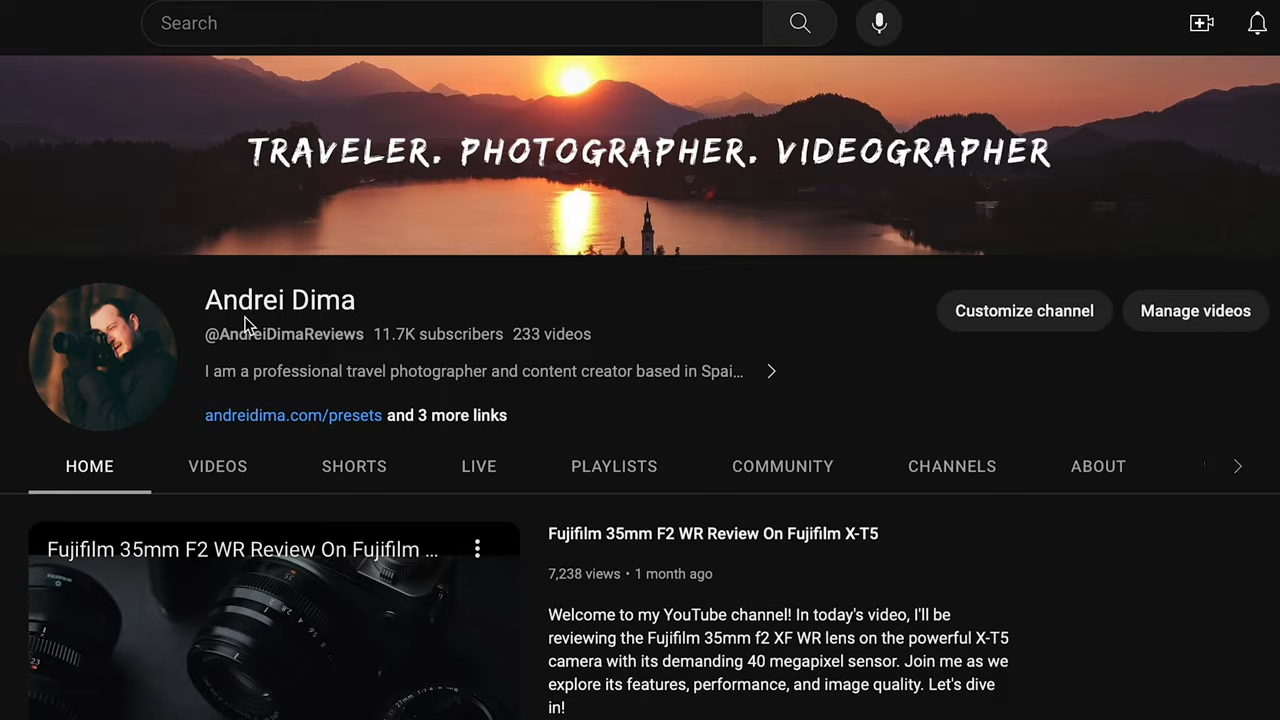 Search
TRAVELER. PHOTOGRAPHER. VIDEOGRAPHER
Andrei Dima
@AndreiDimaReviews 11.7K subscribers 233 videos
Customize channel
Manage videos
I am a professional travel photographer and content creator based in Spai...
andreidima.com/presets and 3 more links
HOME VIDEOS SHORTS LIVE PLAYLISTS COMMUNITY CHANNELS ABOUT
Fujifilm 35mm F2 WR Review On Fujifilm ...
Fujifilm 35mm F2 WR Review On Fujifilm X-T5
7,238 views • 1 month ago
Welcome to my YouTube channel! In today's video, I'll be
reviewing the Fujifilm 35mm f2 XF WR lens on the powerful X-T5
camera with its demanding 40 megapixel sensor. Join me as we
explore its features, performance, and image quality. Let's dive
in!
23
35